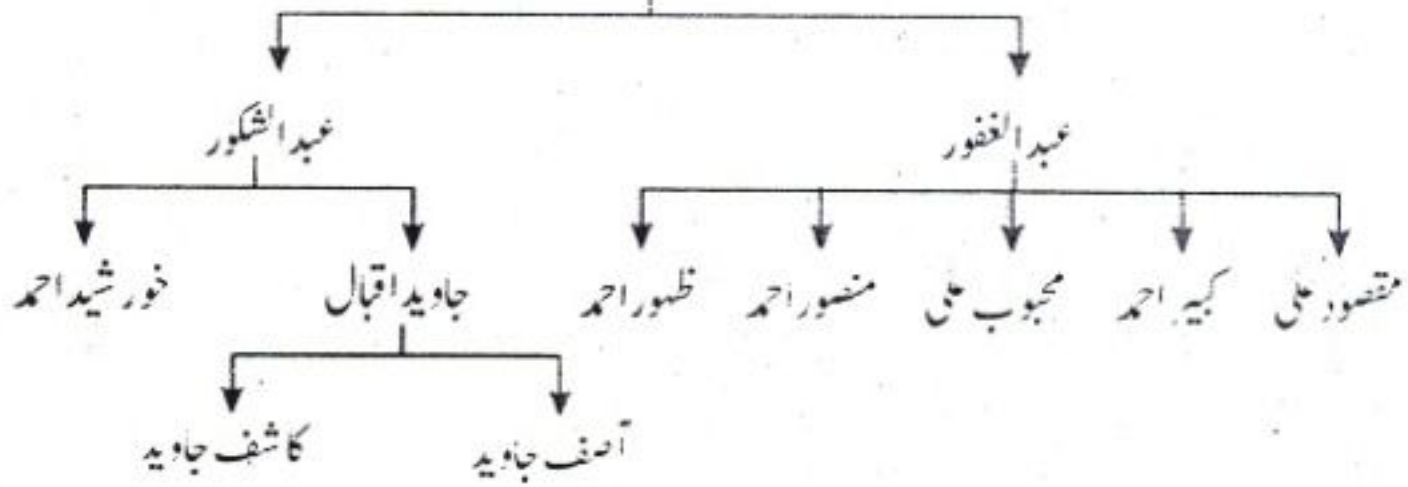 عبدالغفور عبدالشکور
مقصود علی کبیر احمد محبوب علی منصور احمد ظہور احمد جاوید اقبال خورشید احمد
آصف جاوید کاشف جاوید